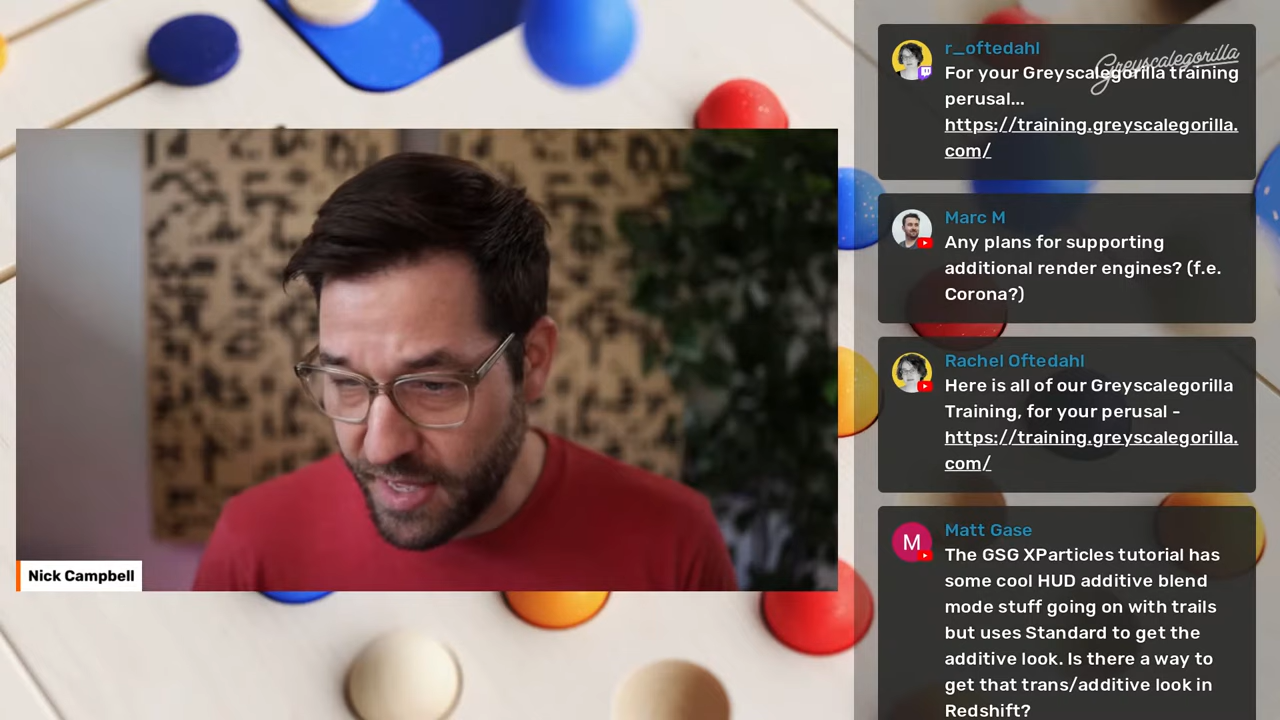 Greyscalegorilla
r_oftedahl
For your Greyscalegorilla training
perusal...
https://training.greyscalegorilla.
com/
Marc M
Any plans for supporting
additional render engines? (f.e.
Corona?)
Rachel Oftedahl
Here is all of our Greyscalegorilla
Training, for your perusal -
https://training.greyscalegorilla.
com/
M
Matt Gase
The GSG XParticles tutorial has
some cool HUD additive blend
mode stuff going on with trails
but uses Standard to get the
additive look. Is there a way to
get that trans/additive look in
Redshift?
Nick Campbell